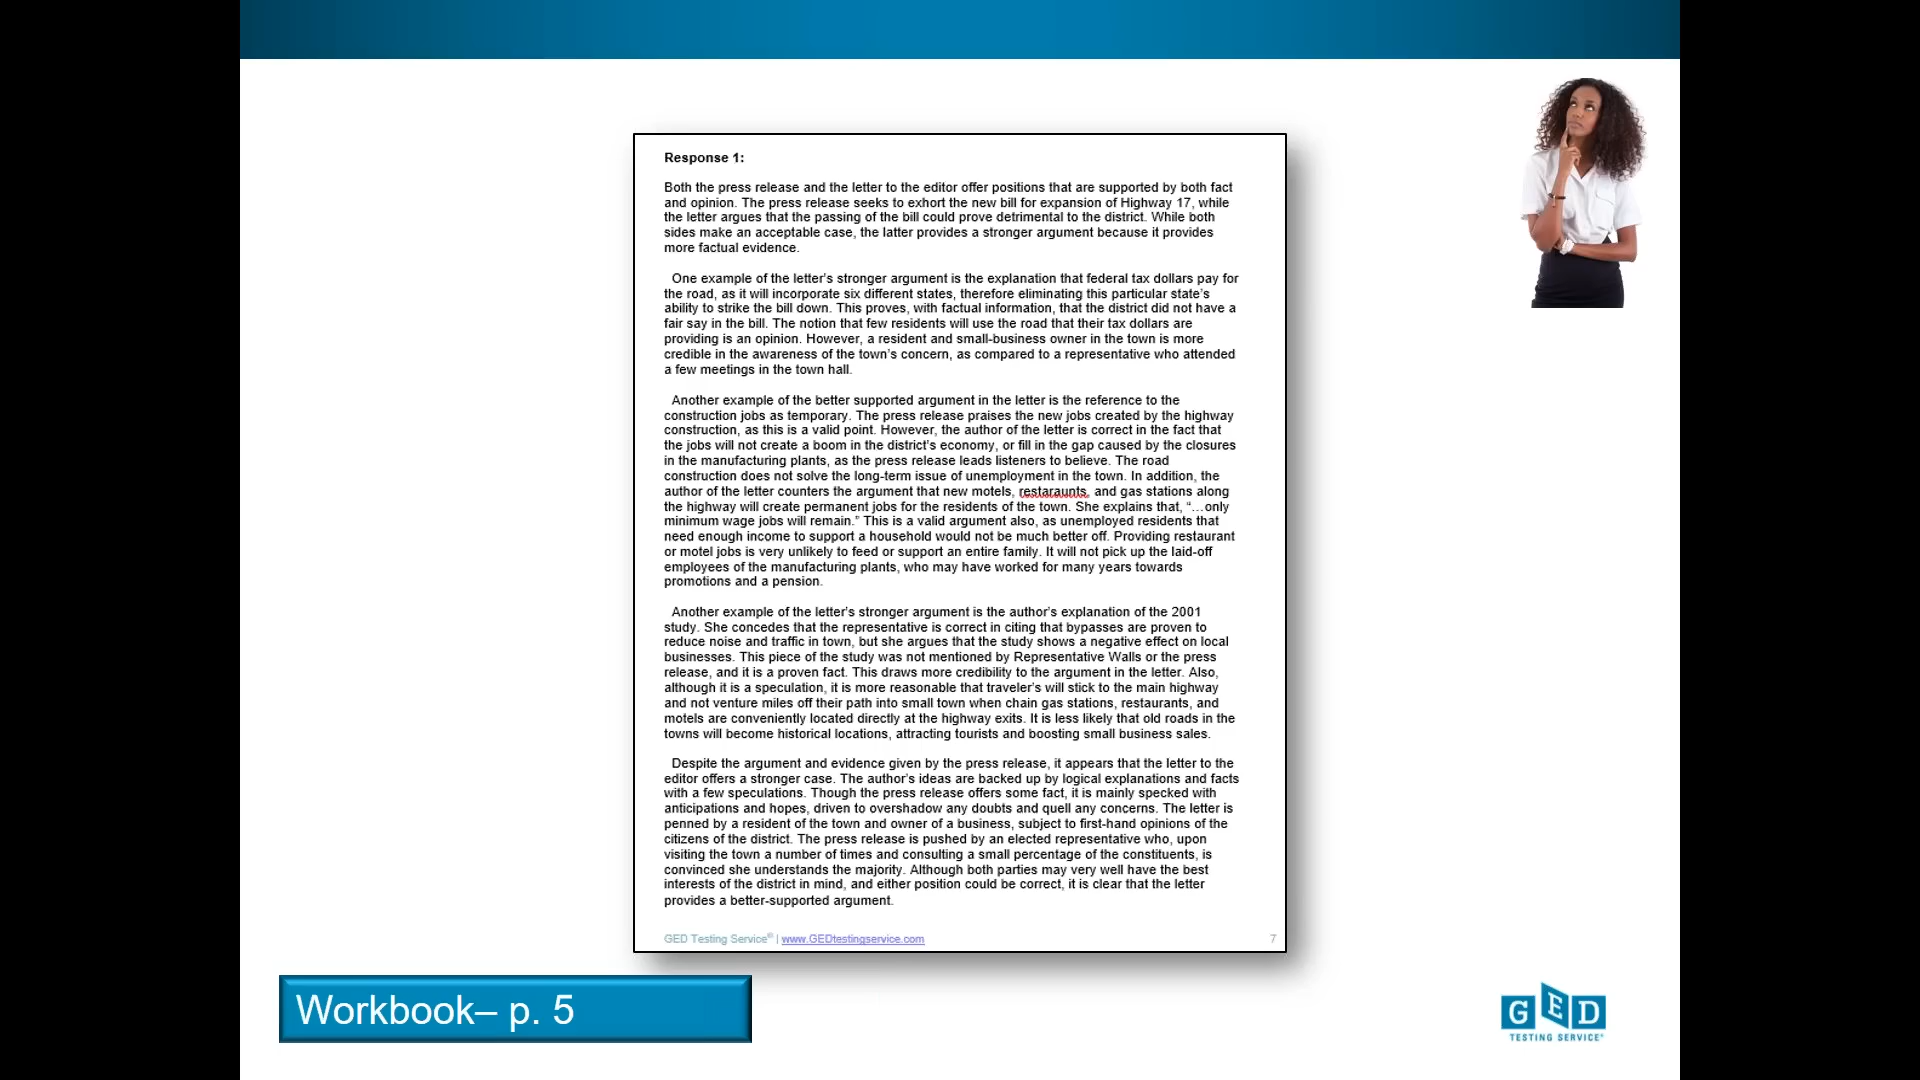 Response 1:
Both the press release and the letter to the editor offer positions that are supported by both fact
and opinion. The press release seeks to exhort the new bill for expansion of Highway 17, while
the letter argues that the passing of the bill could prove detrimental to the district. While both
sides make an acceptable case, the latter provides a stronger argument because it provides
more factual evidence.
One example of the letter's stronger argument is the explanation that federal tax dollars pay for
the road, as it will incorporate six different states, therefore eliminating this particular state's
ability to strike the bill down. This proves, with factual information, that the district did not have a
fair say in the bill. The notion that few residents will use the road that their tax dollars are
providing is an opinion. However, a resident and small-business owner in the town is more
credible in the awareness of the town's concern, as compared to a representative who attended
a few meetings in the town hall.
Another example of the better supported argument in the letter is the reference to the
construction jobs as temporary. The press release praises the new jobs created by the highway
construction, as this is a valid point. However, the author of the letter is correct in the fact that
the jobs will not create a boom in the district's economy, or fill in the gap caused by the closures
in the manufacturing plants, as the press release leads listeners to believe. The road
construction does not solve the long-term issue of unemployment in the town. In addition, the
author of the letter counters the argument that new motels, restaraunts, and gas stations along
the highway will create permanent jobs for the residents of the town. She explains that, “…only
minimum wage jobs will remain.” This is a valid argument also, as unemployed residents that
need enough income to support a household would not be much better off. Providing restaurant
or motel jobs is very unlikely to feed or support an entire family. It will not pick up the laid-off
employees of the manufacturing plants, who may have worked for many years towards
promotions and a pension.
Another example of the letter's stronger argument is the author's explanation of the 2001
study. She concedes that the representative is correct in citing that bypasses are proven to
reduce noise and traffic in town, but she argues that the study shows a negative effect on local
businesses. This piece of the study was not mentioned by Representative Walls or the press
release, and it is a proven fact. This draws more credibility to the argument in the letter. Also,
although it is a speculation, it is more reasonable that traveler's will stick to the main highway
and not venture miles off their path into small town when chain gas stations, restaurants, and
motels are conveniently located directly at the highway exits. It is less likely that old roads in the
towns will become historical locations, attracting tourists and boosting small business sales.
Despite the argument and evidence given by the press release, it appears that the letter to the
editor offers a stronger case. The author's ideas are backed up by logical explanations and facts
with a few speculations. Though the press release offers some fact, it is mainly specked with
anticipations and hopes, driven to overshadow any doubts and quell any concerns. The letter is
penned by a resident of the town and owner of a business, subject to first-hand opinions of the
citizens of the district. The press release is pushed by an elected representative who, upon
visiting the town a number of times and consulting a small percentage of the constituents, is
convinced she understands the majority. Although both parties may very well have the best
interests of the district in mind, and either position could be correct, it is clear that the letter
provides a better-supported argument.
GED Testing Service® | www.GEDtestingservice.com 7
Workbook– p. 5
GED
TESTING SERVICE®